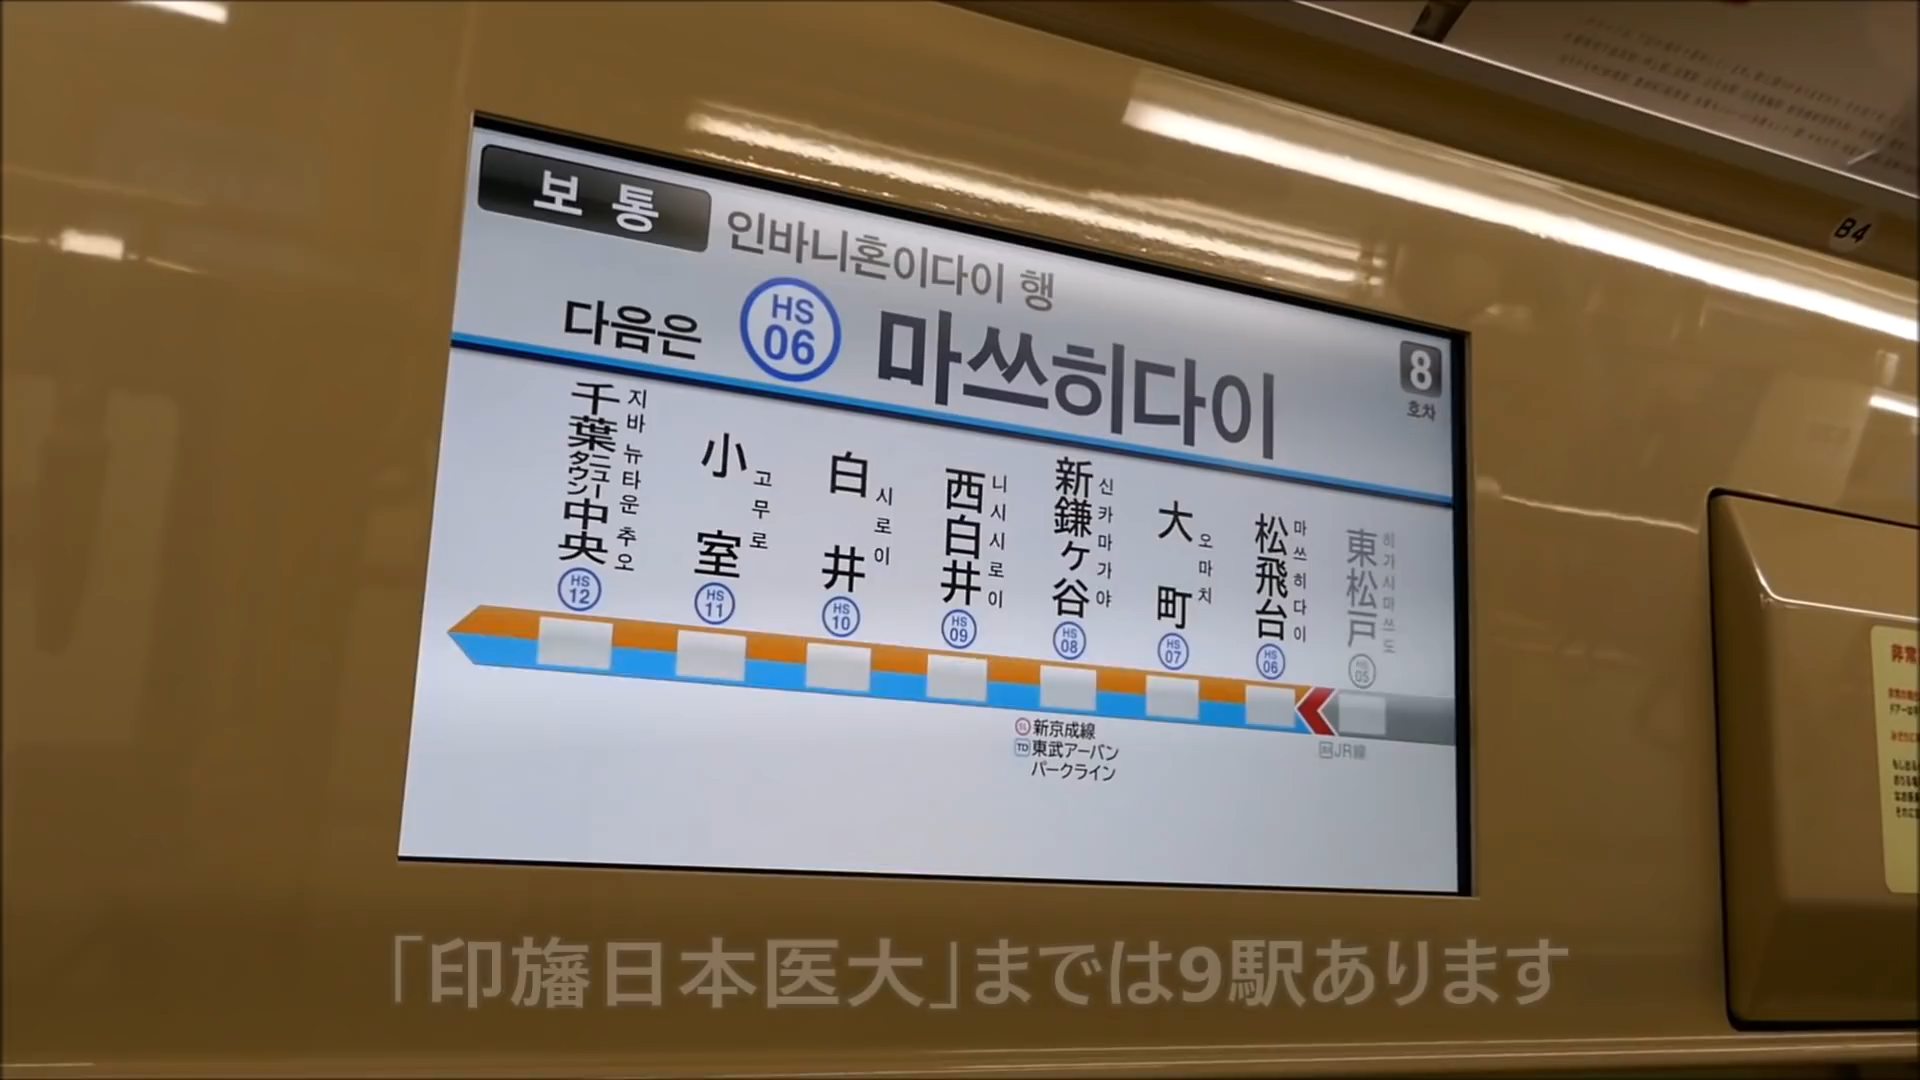 보통
인바니혼이다이 행
다음은
HS
06
마쓰히다이
8
호차
千葉ニュータウン中央
지바 뉴타운 추오
HS
12
小室
고무로
HS
11
白井
시로이
HS
10
西白井
니시시로이
HS
09
新鎌ヶ谷
신카마가야
HS
08
大町
오마치
HS
07
松飛台
마쓰히다이
HS
06
東松戸
히가시마쓰도
HS
05
SL 新京成線
TD 東武アーバン
パークライン
JR線
B4
非常
「印旛日本医大」までは9駅あります